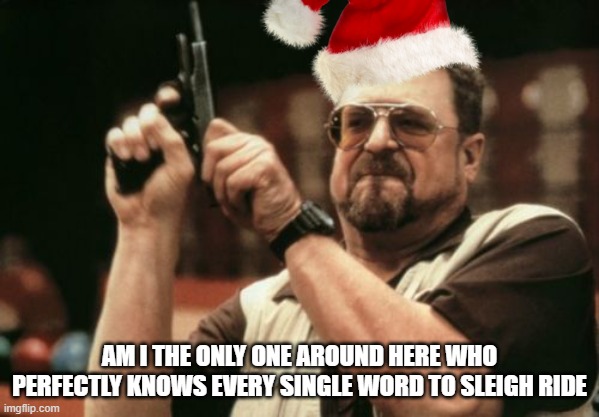 AM I THE ONLY ONE AROUND HERE WHO
PERFECTLY KNOWS EVERY SINGLE WORD TO SLEIGH RIDE
imgflip.com